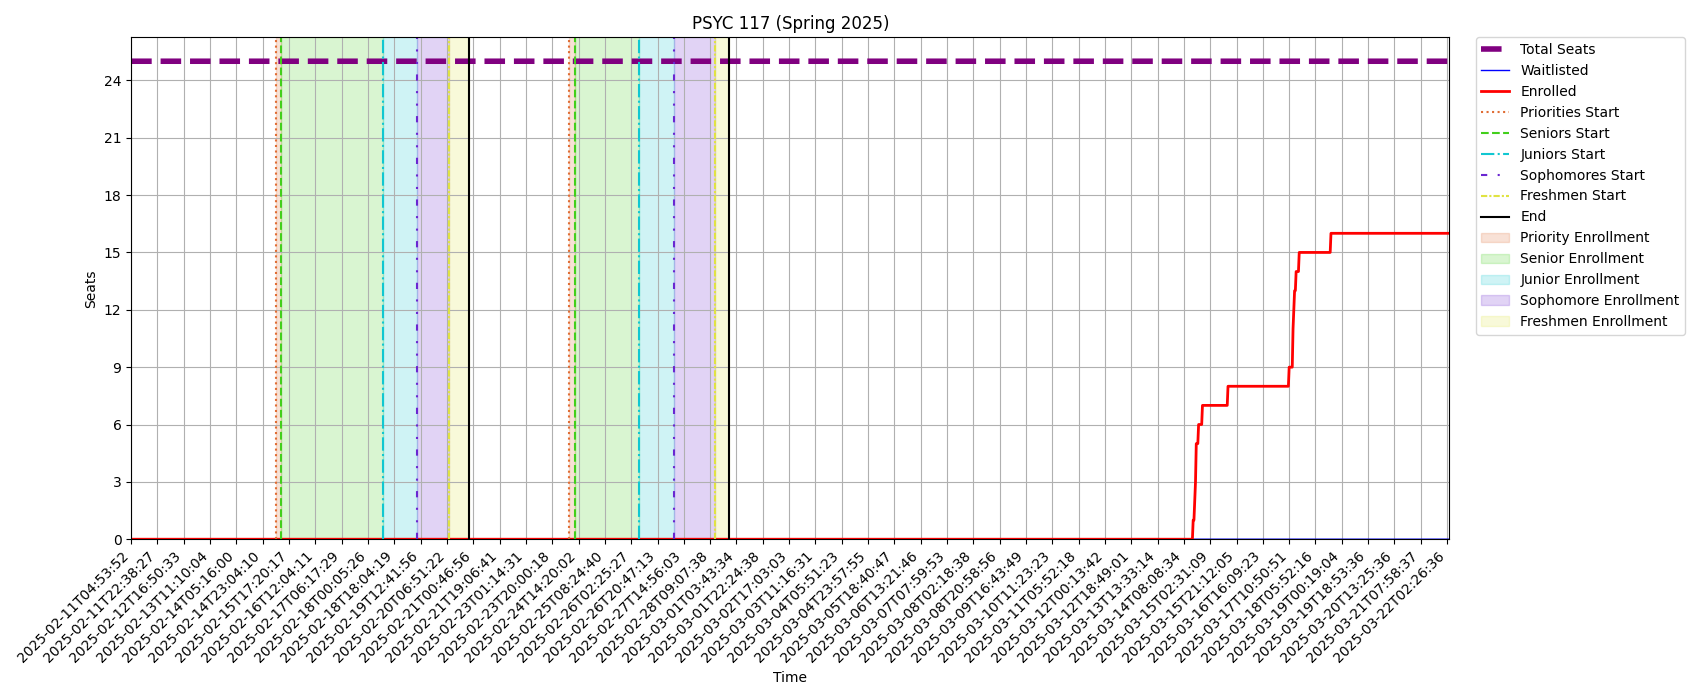 PSYC 117 (Spring 2025)
Seats
24
21
18
15
12
9
6
3
0
2025-02-11T04:53:52
2025-02-11T22:38:27
2025-02-12T16:50:33
2025-02-13T11:10:04
2025-02-14T05:16:00
2025-02-14T23:04:10
2025-02-15T17:20:17
2025-02-16T12:04:11
2025-02-17T06:17:29
2025-02-18T00:05:26
2025-02-18T18:04:19
2025-02-19T12:41:56
2025-02-20T06:51:22
2025-02-21T00:46:56
2025-02-21T19:06:41
2025-02-23T01:14:31
2025-02-23T20:00:18
2025-02-24T14:20:02
2025-02-25T08:24:40
2025-02-26T02:25:27
2025-02-26T20:47:13
2025-02-27T14:56:03
2025-02-28T09:07:38
2025-03-01T03:43:34
2025-03-01T22:24:38
2025-03-02T17:03:03
2025-03-03T11:16:31
2025-03-04T05:51:23
2025-03-04T23:57:55
2025-03-05T18:40:47
2025-03-06T13:21:46
2025-03-07T07:59:53
2025-03-08T02:18:38
2025-03-08T20:58:56
2025-03-09T16:43:49
2025-03-10T11:23:23
2025-03-11T05:52:18
2025-03-12T00:13:42
2025-03-12T18:49:01
2025-03-13T13:33:14
2025-03-14T08:08:34
2025-03-15T02:31:09
2025-03-15T21:12:05
2025-03-16T16:09:23
2025-03-17T10:50:51
2025-03-18T05:52:16
2025-03-19T00:19:04
2025-03-19T18:53:36
2025-03-20T13:25:36
2025-03-21T07:58:37
2025-03-22T02:26:36
Time
Total Seats
Waitlisted
Enrolled
Priorities Start
Seniors Start
Juniors Start
Sophomores Start
Freshmen Start
End
Priority Enrollment
Senior Enrollment
Junior Enrollment
Sophomore Enrollment
Freshmen Enrollment